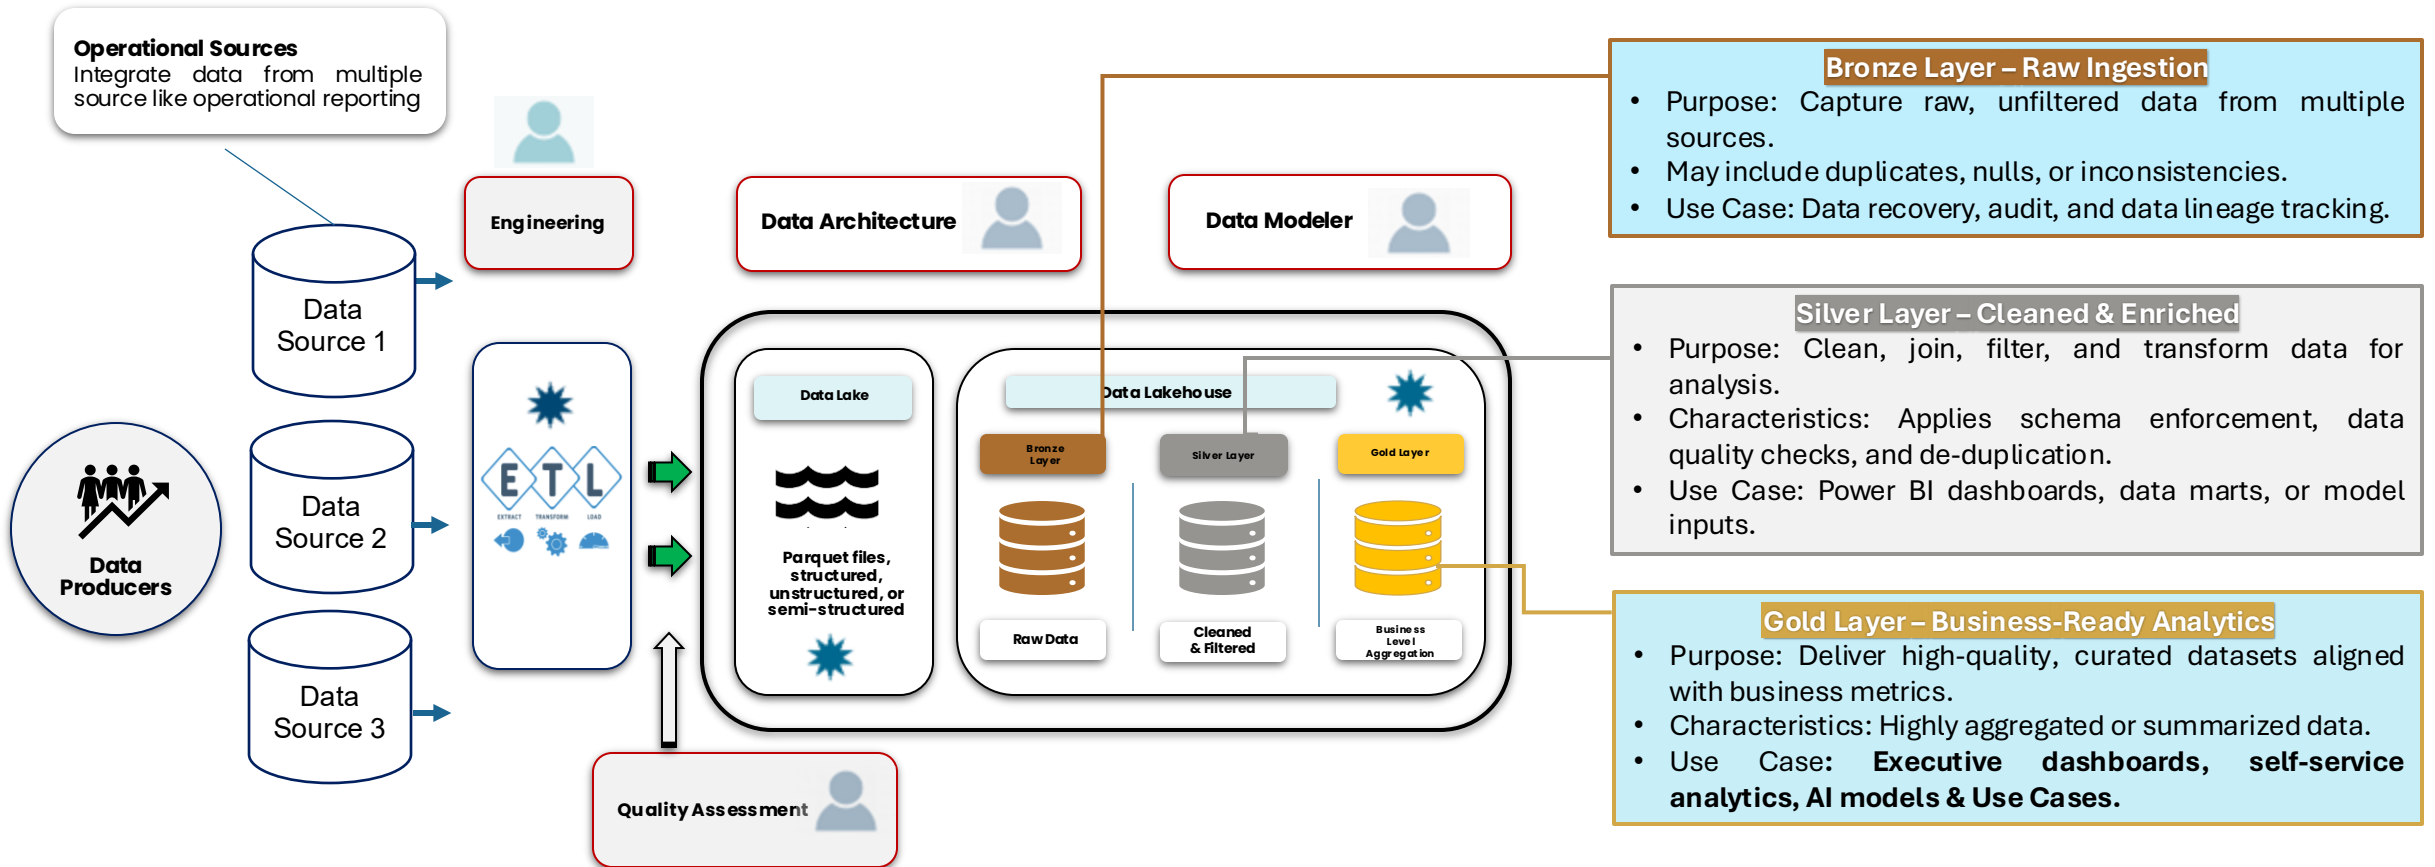 Operational Sources
Integrate data from multiple
source like operational reporting
Engineering
Data Architecture
Data Modeler
Data
Source 1
Data
Source 2
Data
Source 3
Data
Producers
E T L
EXTRACT TRANSFORM LOAD
Quality Assessment
Data Lake
Parquet files,
structured,
unstructured, or
semi-structured
Data Lakehouse
Bronze
Layer
Silver Layer
Gold Layer
Raw Data
Cleaned
& Filtered
Business
Level
Aggregation
Bronze Layer – Raw Ingestion
• Purpose: Capture raw, unfiltered data from multiple
sources.
• May include duplicates, nulls, or inconsistencies.
• Use Case: Data recovery, audit, and data lineage tracking.
Silver Layer – Cleaned & Enriched
• Purpose: Clean, join, filter, and transform data for
analysis.
• Characteristics: Applies schema enforcement, data
quality checks, and de-duplication.
• Use Case: Power BI dashboards, data marts, or model
inputs.
Gold Layer – Business-Ready Analytics
• Purpose: Deliver high-quality, curated datasets aligned
with business metrics.
• Characteristics: Highly aggregated or summarized data.
• Use Case: Executive dashboards, self-service
analytics, AI models & Use Cases.